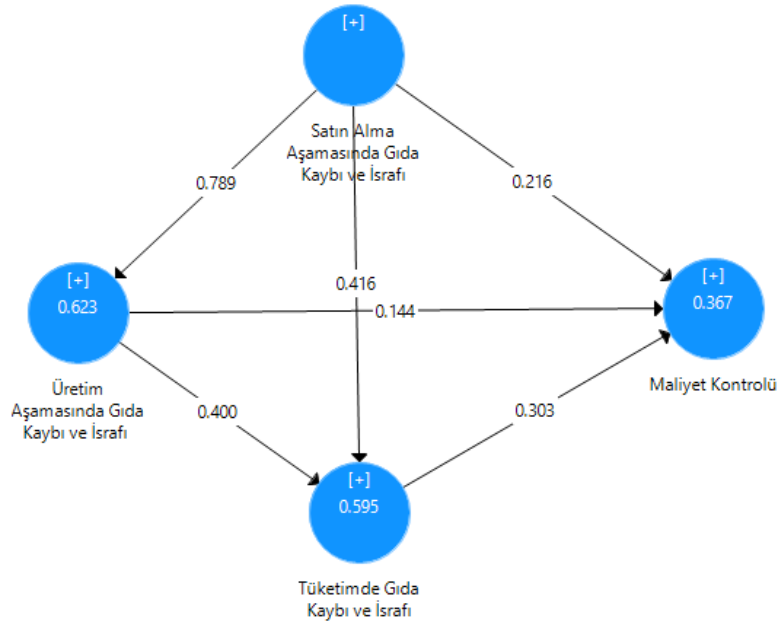 [+]
Satın Alma
Aşamasında Gıda
Kaybı ve İsrafı
0.789
0.216
[+]
0.623
0.416
0.144
[+]
0.367
Üretim
Aşamasında Gıda
Kaybı ve İsrafı
Maliyet Kontrolü
0.400
0.303
[+]
0.595
Tüketimde Gıda
Kaybı ve İsrafı